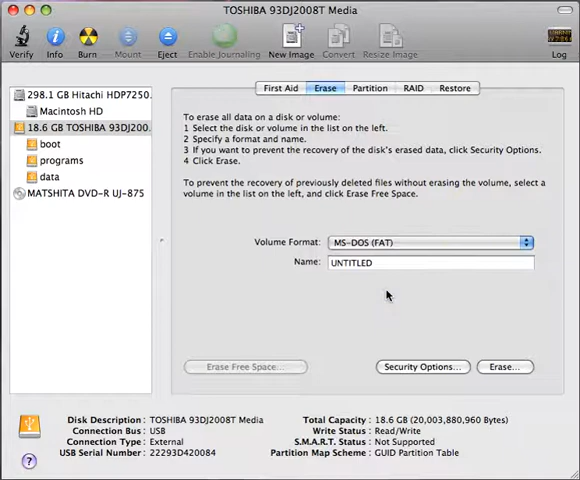 TOSHIBA 93DJ2008T Media
Verify Info Burn Mount Eject Enable Journaling New Image Convert Resize Image Log
298.1 GB Hitachi HDP7250.
Macintosh HD
18.6 GB TOSHIBA 93DJ200.
boot
programs
data
MATSHITA DVD-R UJ-875
First Aid Erase Partition RAID Restore
To erase all data on a disk or volume:
1 Select the disk or volume in the list on the left.
2 Specify a format and name.
3 If you want to prevent the recovery of the disk's erased data, click Security Options.
4 Click Erase.
To prevent the recovery of previously deleted files without erasing the volume, select a
volume in the list on the left, and click Erase Free Space.
Volume Format: MS-DOS (FAT)
Name: UNTITLED
Erase Free Space... Security Options... Erase...
Disk Description : TOSHIBA 93DJ2008T Media
Connection Bus : USB
Connection Type : External
USB Serial Number : 22293D420084
Total Capacity : 18.6 GB (20,003,880,960 Bytes)
Write Status : Read/Write
S.M.A.R.T. Status : Not Supported
Partition Map Scheme : GUID Partition Table
?